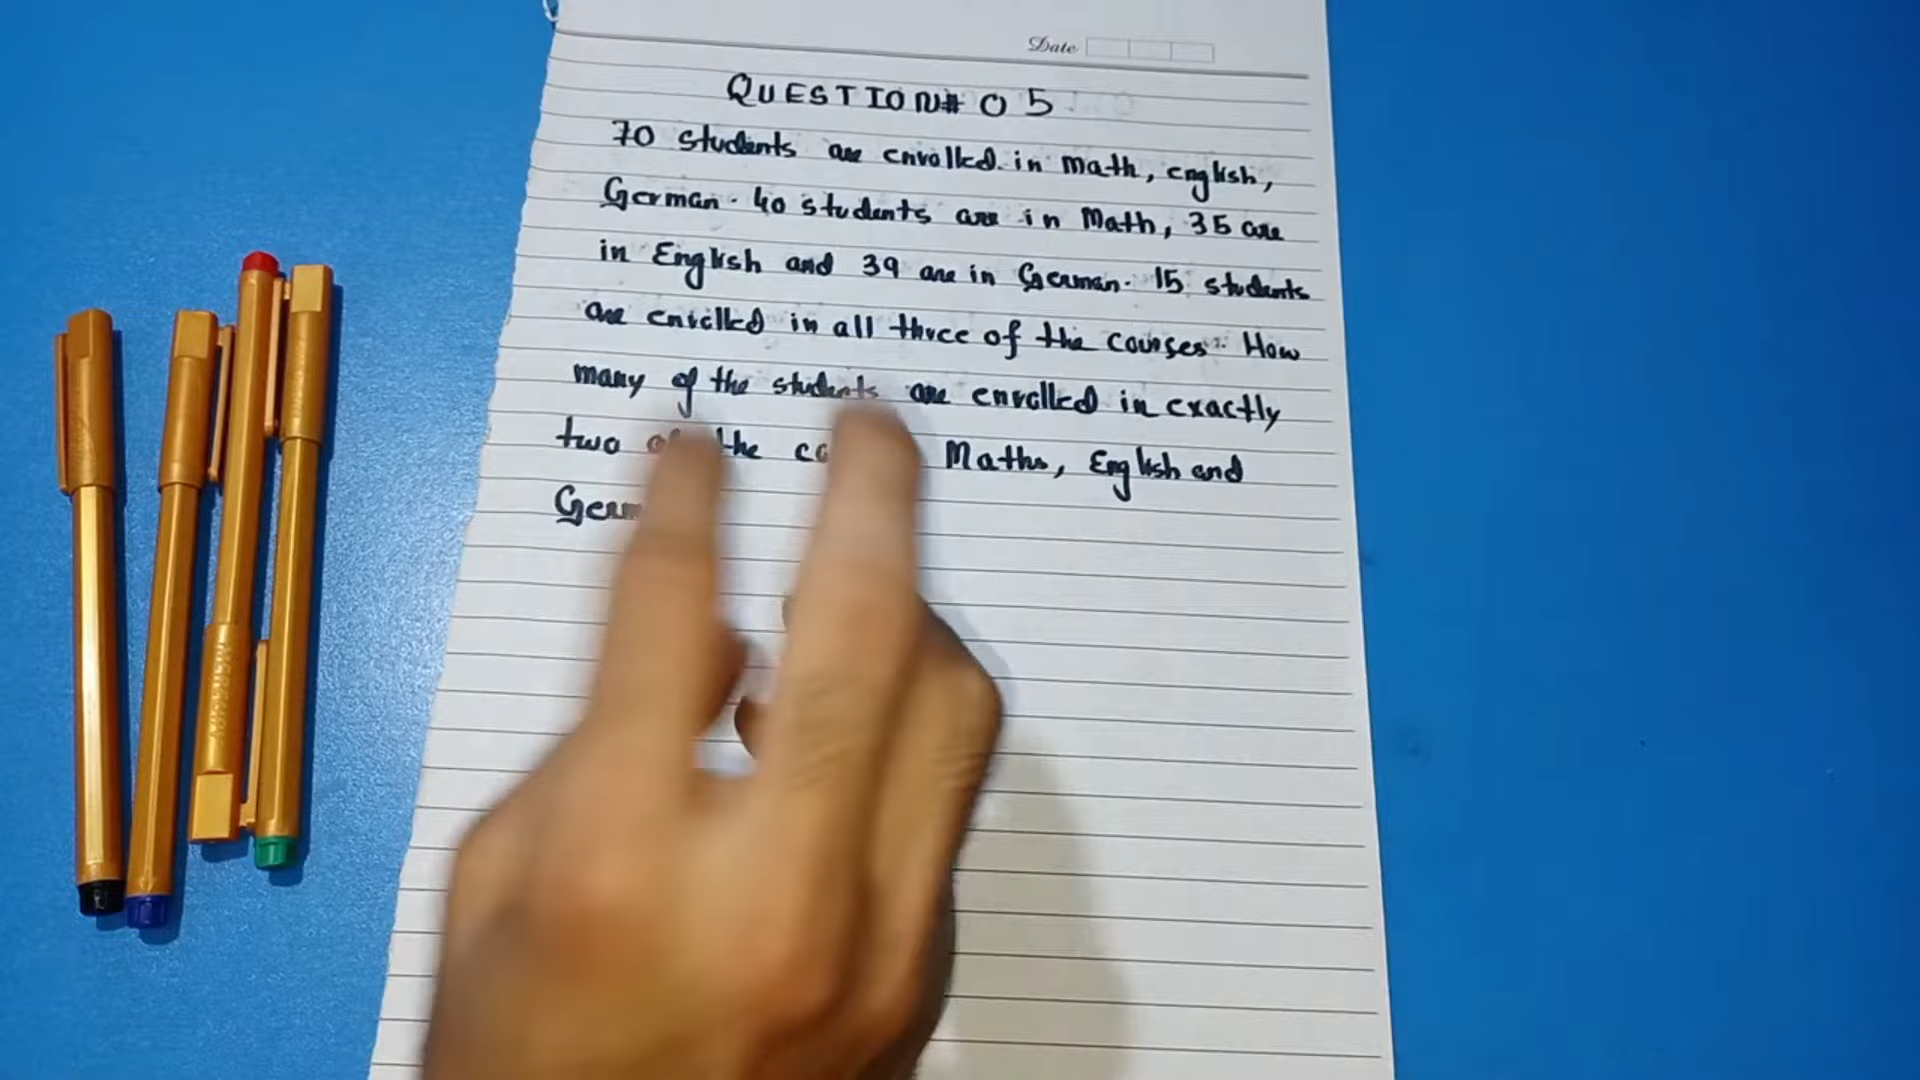 Date
QUESTION# 05
70 students are enrolled in Math, english,
German. 40 students are in Math, 35 are
in English and 39 are in German. 15 students
are enrolled in all three of the courses. How
many of the students are enrolled in exactly
two the Maths, English and